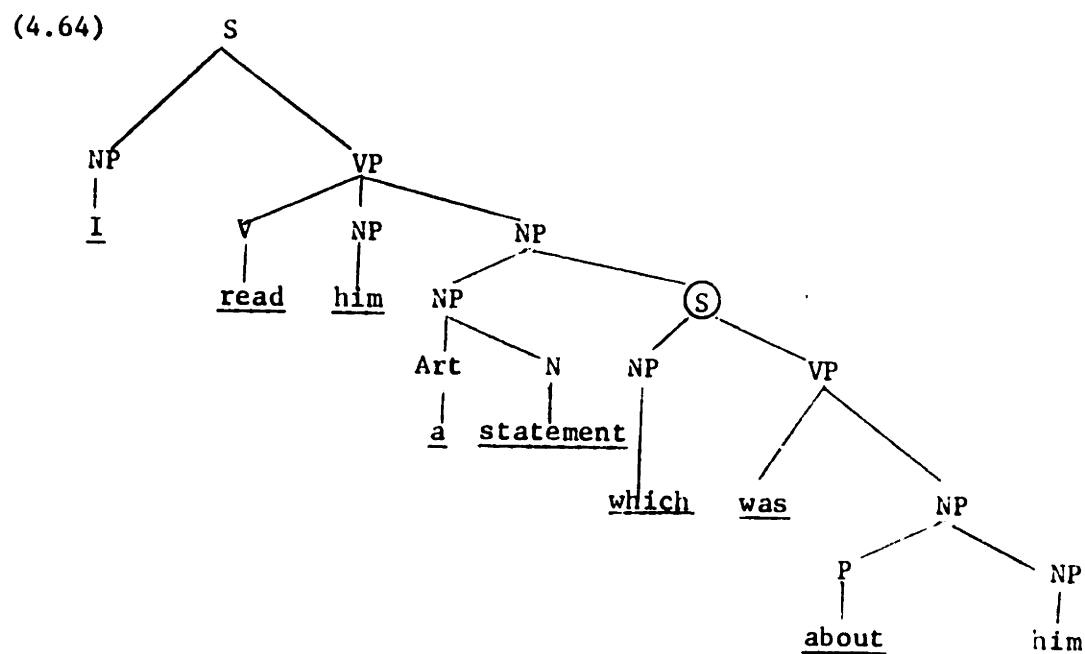 (4.64) S
NP VP
I V NP NP
read him NP S
Art N NP VP
a statement
which was NP
P NP
about him